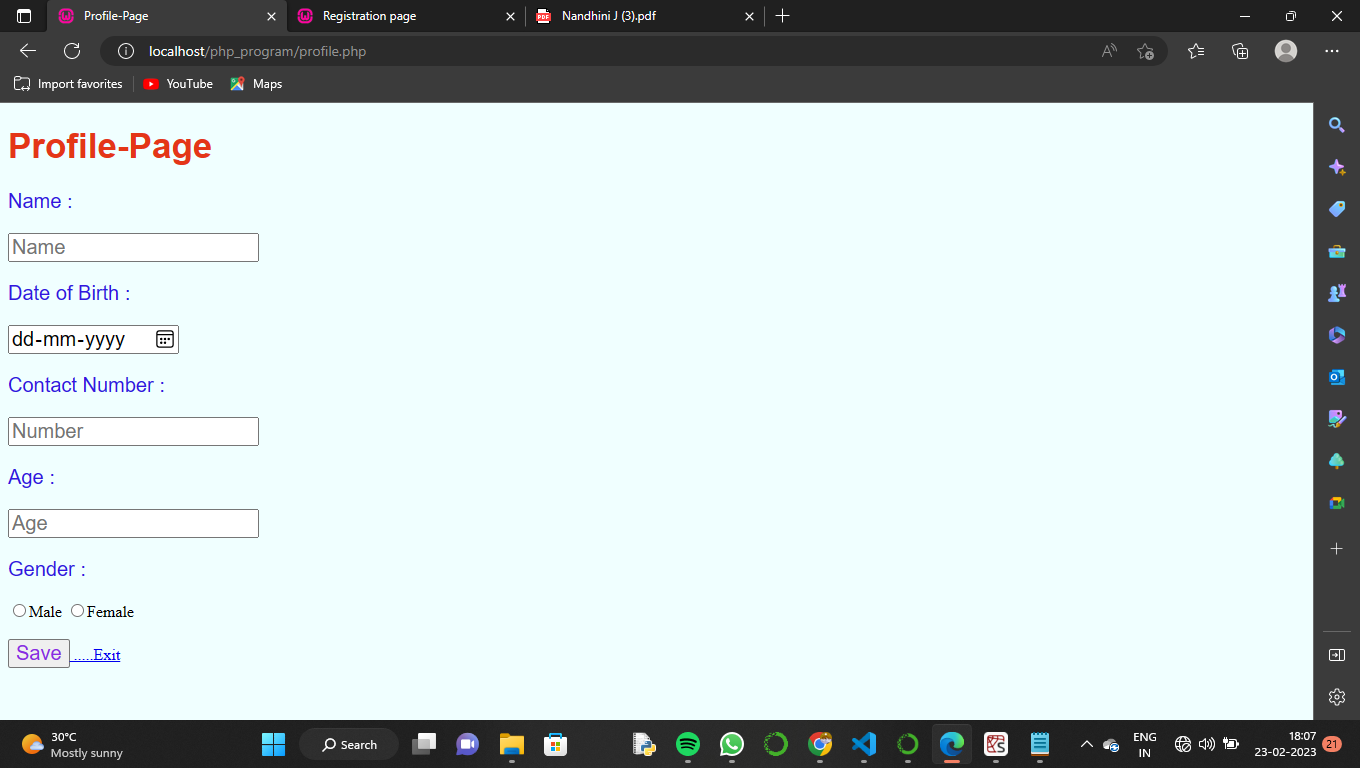 Profile-Page
Registration page
Nandhini J (3).pdf
localhost/php_program/profile.php
Import favorites
YouTube
Maps
Profile-Page
Name :
Name
Date of Birth :
dd-mm-yyyy
Contact Number :
Number
Age :
Age
Gender :
Male Female
Save .....Exit
30°C
Mostly sunny
Search
ENG
IN
18:07
23-02-2023
21